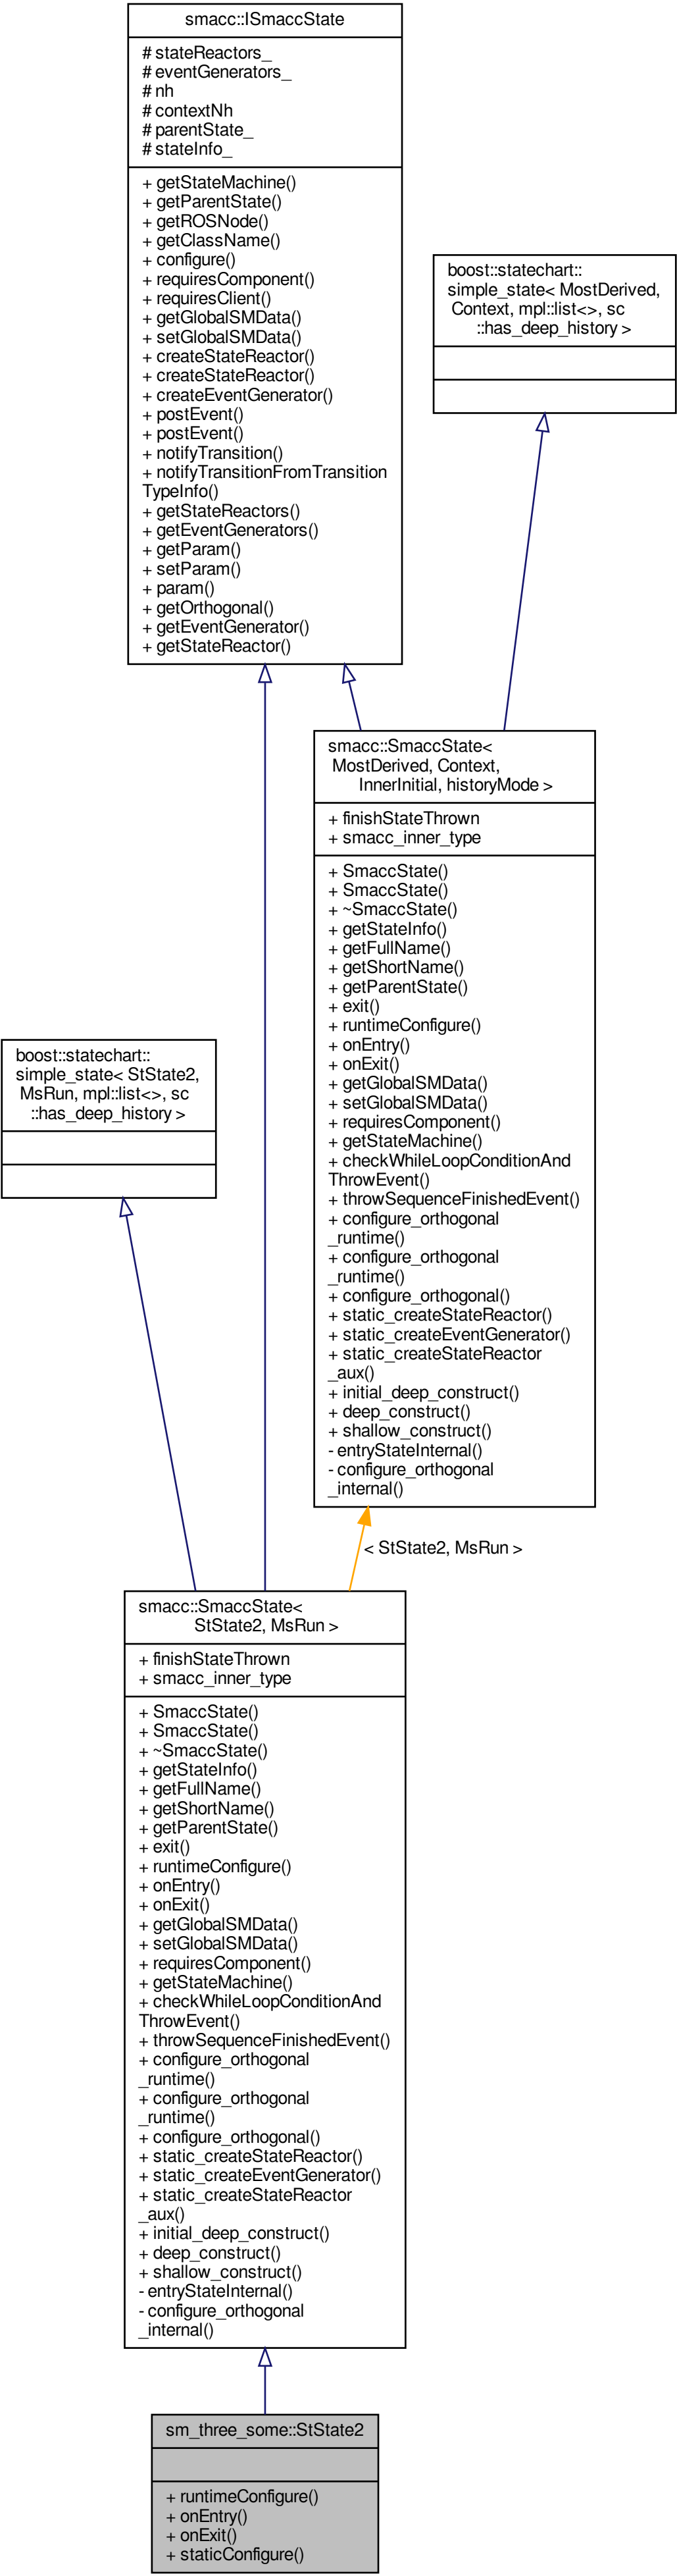 smacc::ISmaccState
# stateReactors_
# eventGenerators_
# nh
# contextNh
# parentState_
# stateInfo_
+ getStateMachine()
+ getParentState()
+ getROSNode()
+ getClassName()
+ configure()
+ requiresComponent()
+ requiresClient()
+ getGlobalSMData()
+ setGlobalSMData()
+ createStateReactor()
+ createStateReactor()
+ createEventGenerator()
+ postEvent()
+ postEvent()
+ notifyTransition()
+ notifyTransitionFromTransition
TypeInfo()
+ getStateReactors()
+ getEventGenerators()
+ getParam()
+ setParam()
+ param()
+ getOrthogonal()
+ getEventGenerator()
+ getStateReactor()
boost::statechart::
simple_state< MostDerived,
Context, mpl::list<>, sc
::has_deep_history >
smacc::SmaccState<
MostDerived, Context,
InnerInitial, historyMode >
+ finishStateThrown
+ smacc_inner_type
+ SmaccState()
+ SmaccState()
+ ~SmaccState()
+ getStateInfo()
+ getFullName()
+ getShortName()
+ getParentState()
+ exit()
+ runtimeConfigure()
+ onEntry()
+ onExit()
+ getGlobalSMData()
+ setGlobalSMData()
+ requiresComponent()
+ getStateMachine()
+ checkWhileLoopConditionAnd
ThrowEvent()
+ throwSequenceFinishedEvent()
+ configure_orthogonal
_runtime()
+ configure_orthogonal
_runtime()
+ configure_orthogonal()
+ static_createStateReactor()
+ static_createEventGenerator()
+ static_createStateReactor
_aux()
+ initial_deep_construct()
+ deep_construct()
+ shallow_construct()
- entryStateInternal()
- configure_orthogonal
_internal()
boost::statechart::
simple_state< StState2,
MsRun, mpl::list<>, sc
::has_deep_history >
< StState2, MsRun >
smacc::SmaccState<
StState2, MsRun >
+ finishStateThrown
+ smacc_inner_type
+ SmaccState()
+ SmaccState()
+ ~SmaccState()
+ getStateInfo()
+ getFullName()
+ getShortName()
+ getParentState()
+ exit()
+ runtimeConfigure()
+ onEntry()
+ onExit()
+ getGlobalSMData()
+ setGlobalSMData()
+ requiresComponent()
+ getStateMachine()
+ checkWhileLoopConditionAnd
ThrowEvent()
+ throwSequenceFinishedEvent()
+ configure_orthogonal
_runtime()
+ configure_orthogonal
_runtime()
+ configure_orthogonal()
+ static_createStateReactor()
+ static_createEventGenerator()
+ static_createStateReactor
_aux()
+ initial_deep_construct()
+ deep_construct()
+ shallow_construct()
- entryStateInternal()
- configure_orthogonal
_internal()
sm_three_some::StState2
+ runtimeConfigure()
+ onEntry()
+ onExit()
+ staticConfigure()